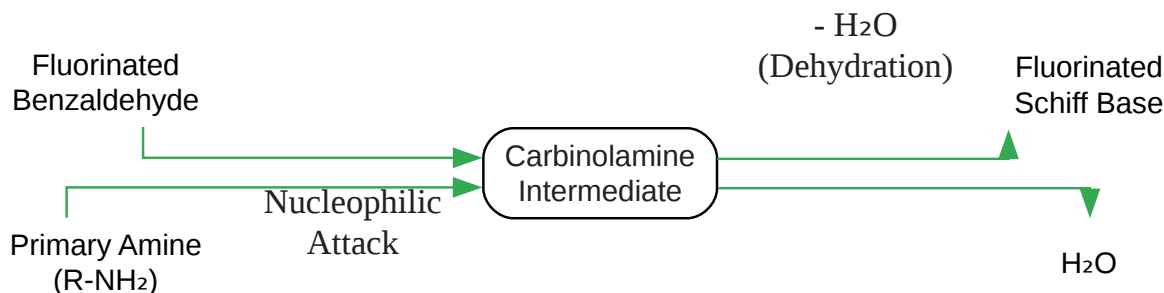 Fluorinated
Benzaldehyde
Primary Amine
(R-NH₂)
Nucleophilic
Attack
Carbinolamine
Intermediate
- H₂O
(Dehydration)
Fluorinated
Schiff Base
H₂O